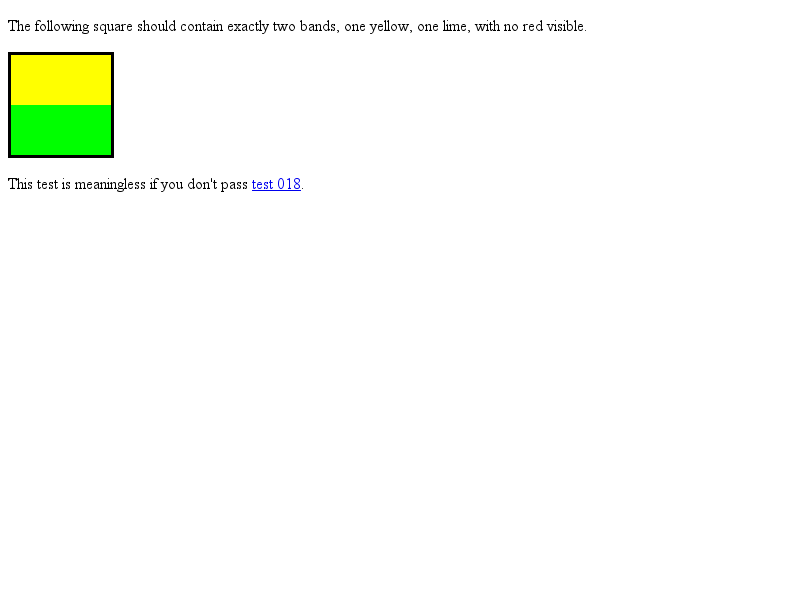 The following square should contain exactly two bands, one yellow, one lime, with no red visible.
This test is meaningless if you don't pass test 018.